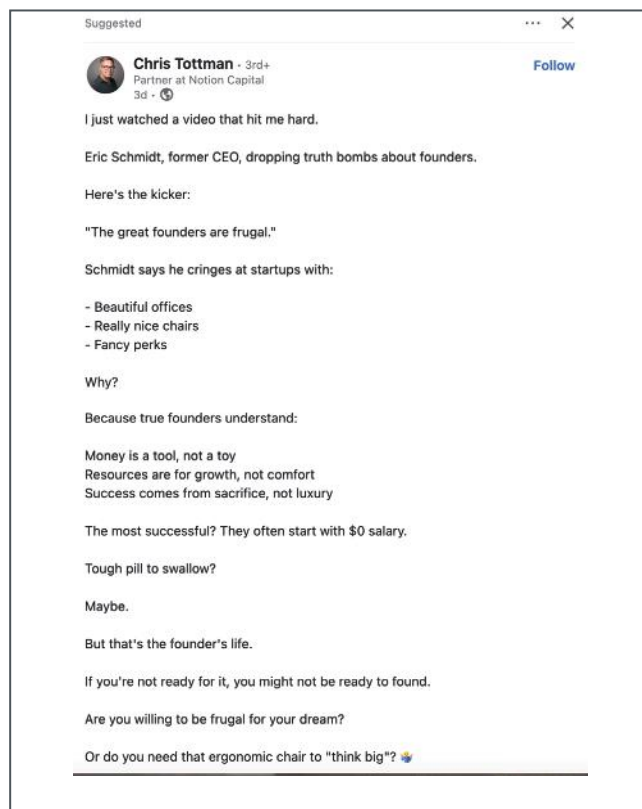 Suggested
Chris Tottman · 3rd+
Follow
Partner at Notion Capital
3d ·
I just watched a video that hit me hard.
Eric Schmidt, former CEO, dropping truth bombs about founders.
Here's the kicker:
"The great founders are frugal."
Schmidt says he cringes at startups with:
- Beautiful offices
- Really nice chairs
- Fancy perks
Why?
Because true founders understand:
Money is a tool, not a toy
Resources are for growth, not comfort
Success comes from sacrifice, not luxury
The most successful? They often start with $0 salary.
Tough pill to swallow?
Maybe.
But that's the founder's life.
If you're not ready for it, you might not be ready to found.
Are you willing to be frugal for your dream?
Or do you need that ergonomic chair to "think big"?